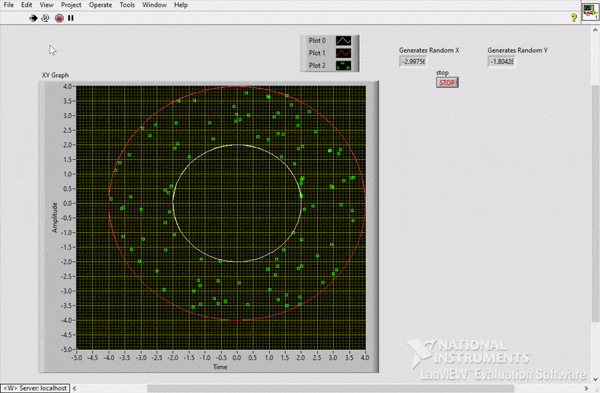 File Edit View Project Operate Tools Window Help
Plot 0
Plot 1
Plot 2
Generates Random X
Generates Random Y
-2.99756
-1.80428
stop
STOP
XY Graph
4.0
3.5
3.0
2.5
2.0
1.5
1.0
0.5
0.0
-0.5
-1.0
-1.5
-2.0
-2.5
-3.0
-3.5
-4.0
-5.0
Amplitude
-5.0 -4.5 -4.0 -3.5 -3.0 -2.5 -2.0 -1.5 -1.0 -0.5 0.0 0.5 1.0 1.5 2.0 2.5 3.0 3.5 4.0
Time
NATIONAL
INSTRUMENTS
LabVIEW™ Evaluation Software
<W> Server: localhost